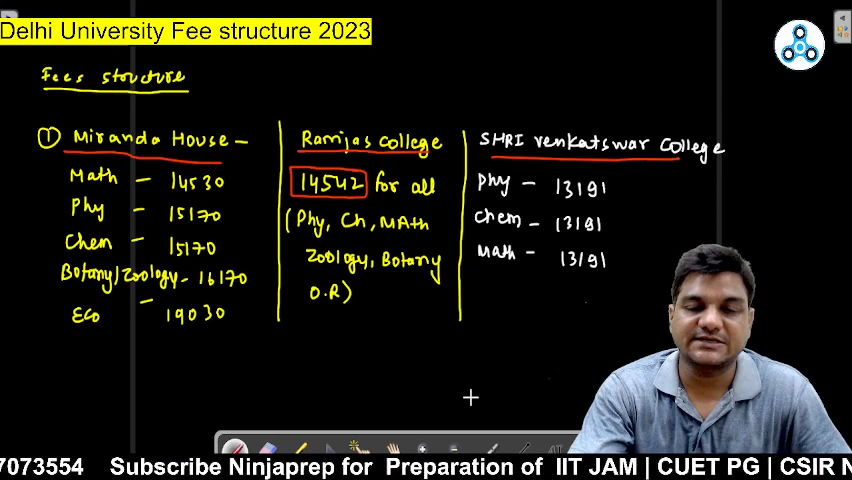 Delhi University Fee structure 2023
Fees structure
① Miranda House -
Math - 14530
Phy - 15170
Chem - 15170
Botany/Zoology - 16170
Eco - 19030
Ramjas college
14542 for all
(Phy, Ch, MAth
Zoology, Botany
O.R)
SHRI Venkatswar College
Phy - 13191
Chem - 13191
Math - 13191
7073554 Subscribe Ninjaprep for Preparation of IIT JAM | CUET PG | CSIR N